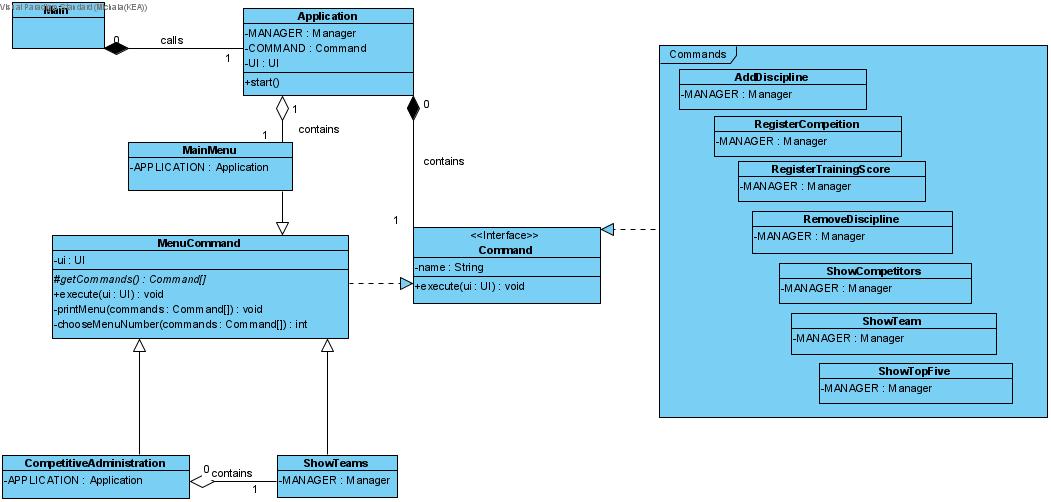 Visual Paradigm Standard (Michala(KEA))
Main
0
calls
1
Application
-MANAGER : Manager
-COMMAND : Command
-UI : UI
+start()
1
contains
1
0
contains
1
MainMenu
-APPLICATION : Application
MenuCommand
-ui : UI
#getCommands() : Command[]
+execute(ui : UI) : void
-printMenu(commands : Command[]) : void
-chooseMenuNumber(commands : Command[]) : int
<<Interface>>
Command
-name : String
+execute(ui : UI) : void
Commands
AddDiscipline
-MANAGER : Manager
RegisterCompeition
-MANAGER : Manager
RegisterTrainingScore
-MANAGER : Manager
RemoveDiscipline
-MANAGER : Manager
ShowCompetitors
-MANAGER : Manager
ShowTeam
-MANAGER : Manager
ShowTopFive
-MANAGER : Manager
CompetitiveAdministration
-APPLICATION : Application
0
contains
1
ShowTeams
-MANAGER : Manager